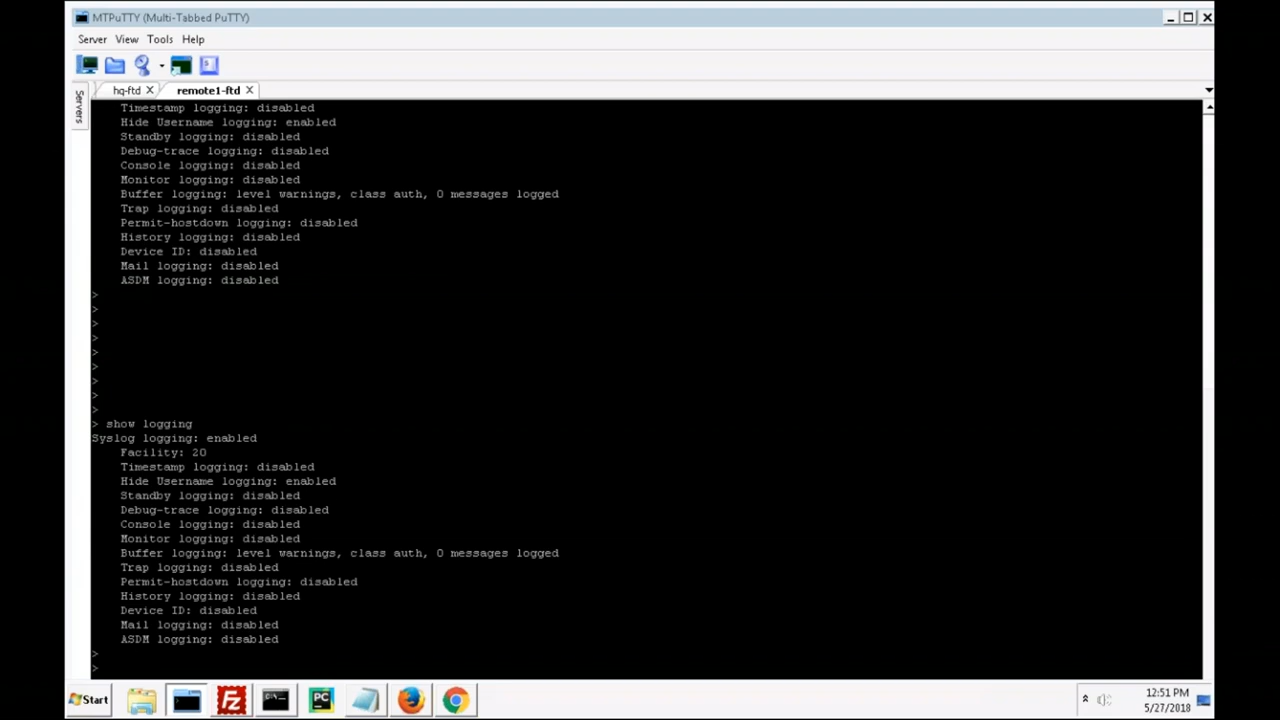 MTPuTTY (Multi-Tabbed PuTTY)
Server View Tools Help
Servers
hq-ftd remote1-ftd
Timestamp logging: disabled
Hide Username logging: enabled
Standby logging: disabled
Debug-trace logging: disabled
Console logging: disabled
Monitor logging: disabled
Buffer logging: level warnings, class auth, 0 messages logged
Trap logging: disabled
Permit-hostdown logging: disabled
History logging: disabled
Device ID: disabled
Mail logging: disabled
ASDM logging: disabled
>
>
>
>
>
>
>
>
>
> show logging
Syslog logging: enabled
Facility: 20
Timestamp logging: disabled
Hide Username logging: enabled
Standby logging: disabled
Debug-trace logging: disabled
Console logging: disabled
Monitor logging: disabled
Buffer logging: level warnings, class auth, 0 messages logged
Trap logging: disabled
Permit-hostdown logging: disabled
History logging: disabled
Device ID: disabled
Mail logging: disabled
ASDM logging: disabled
>
>
Start
FZ
C:\
PC
12:51 PM
5/27/2018